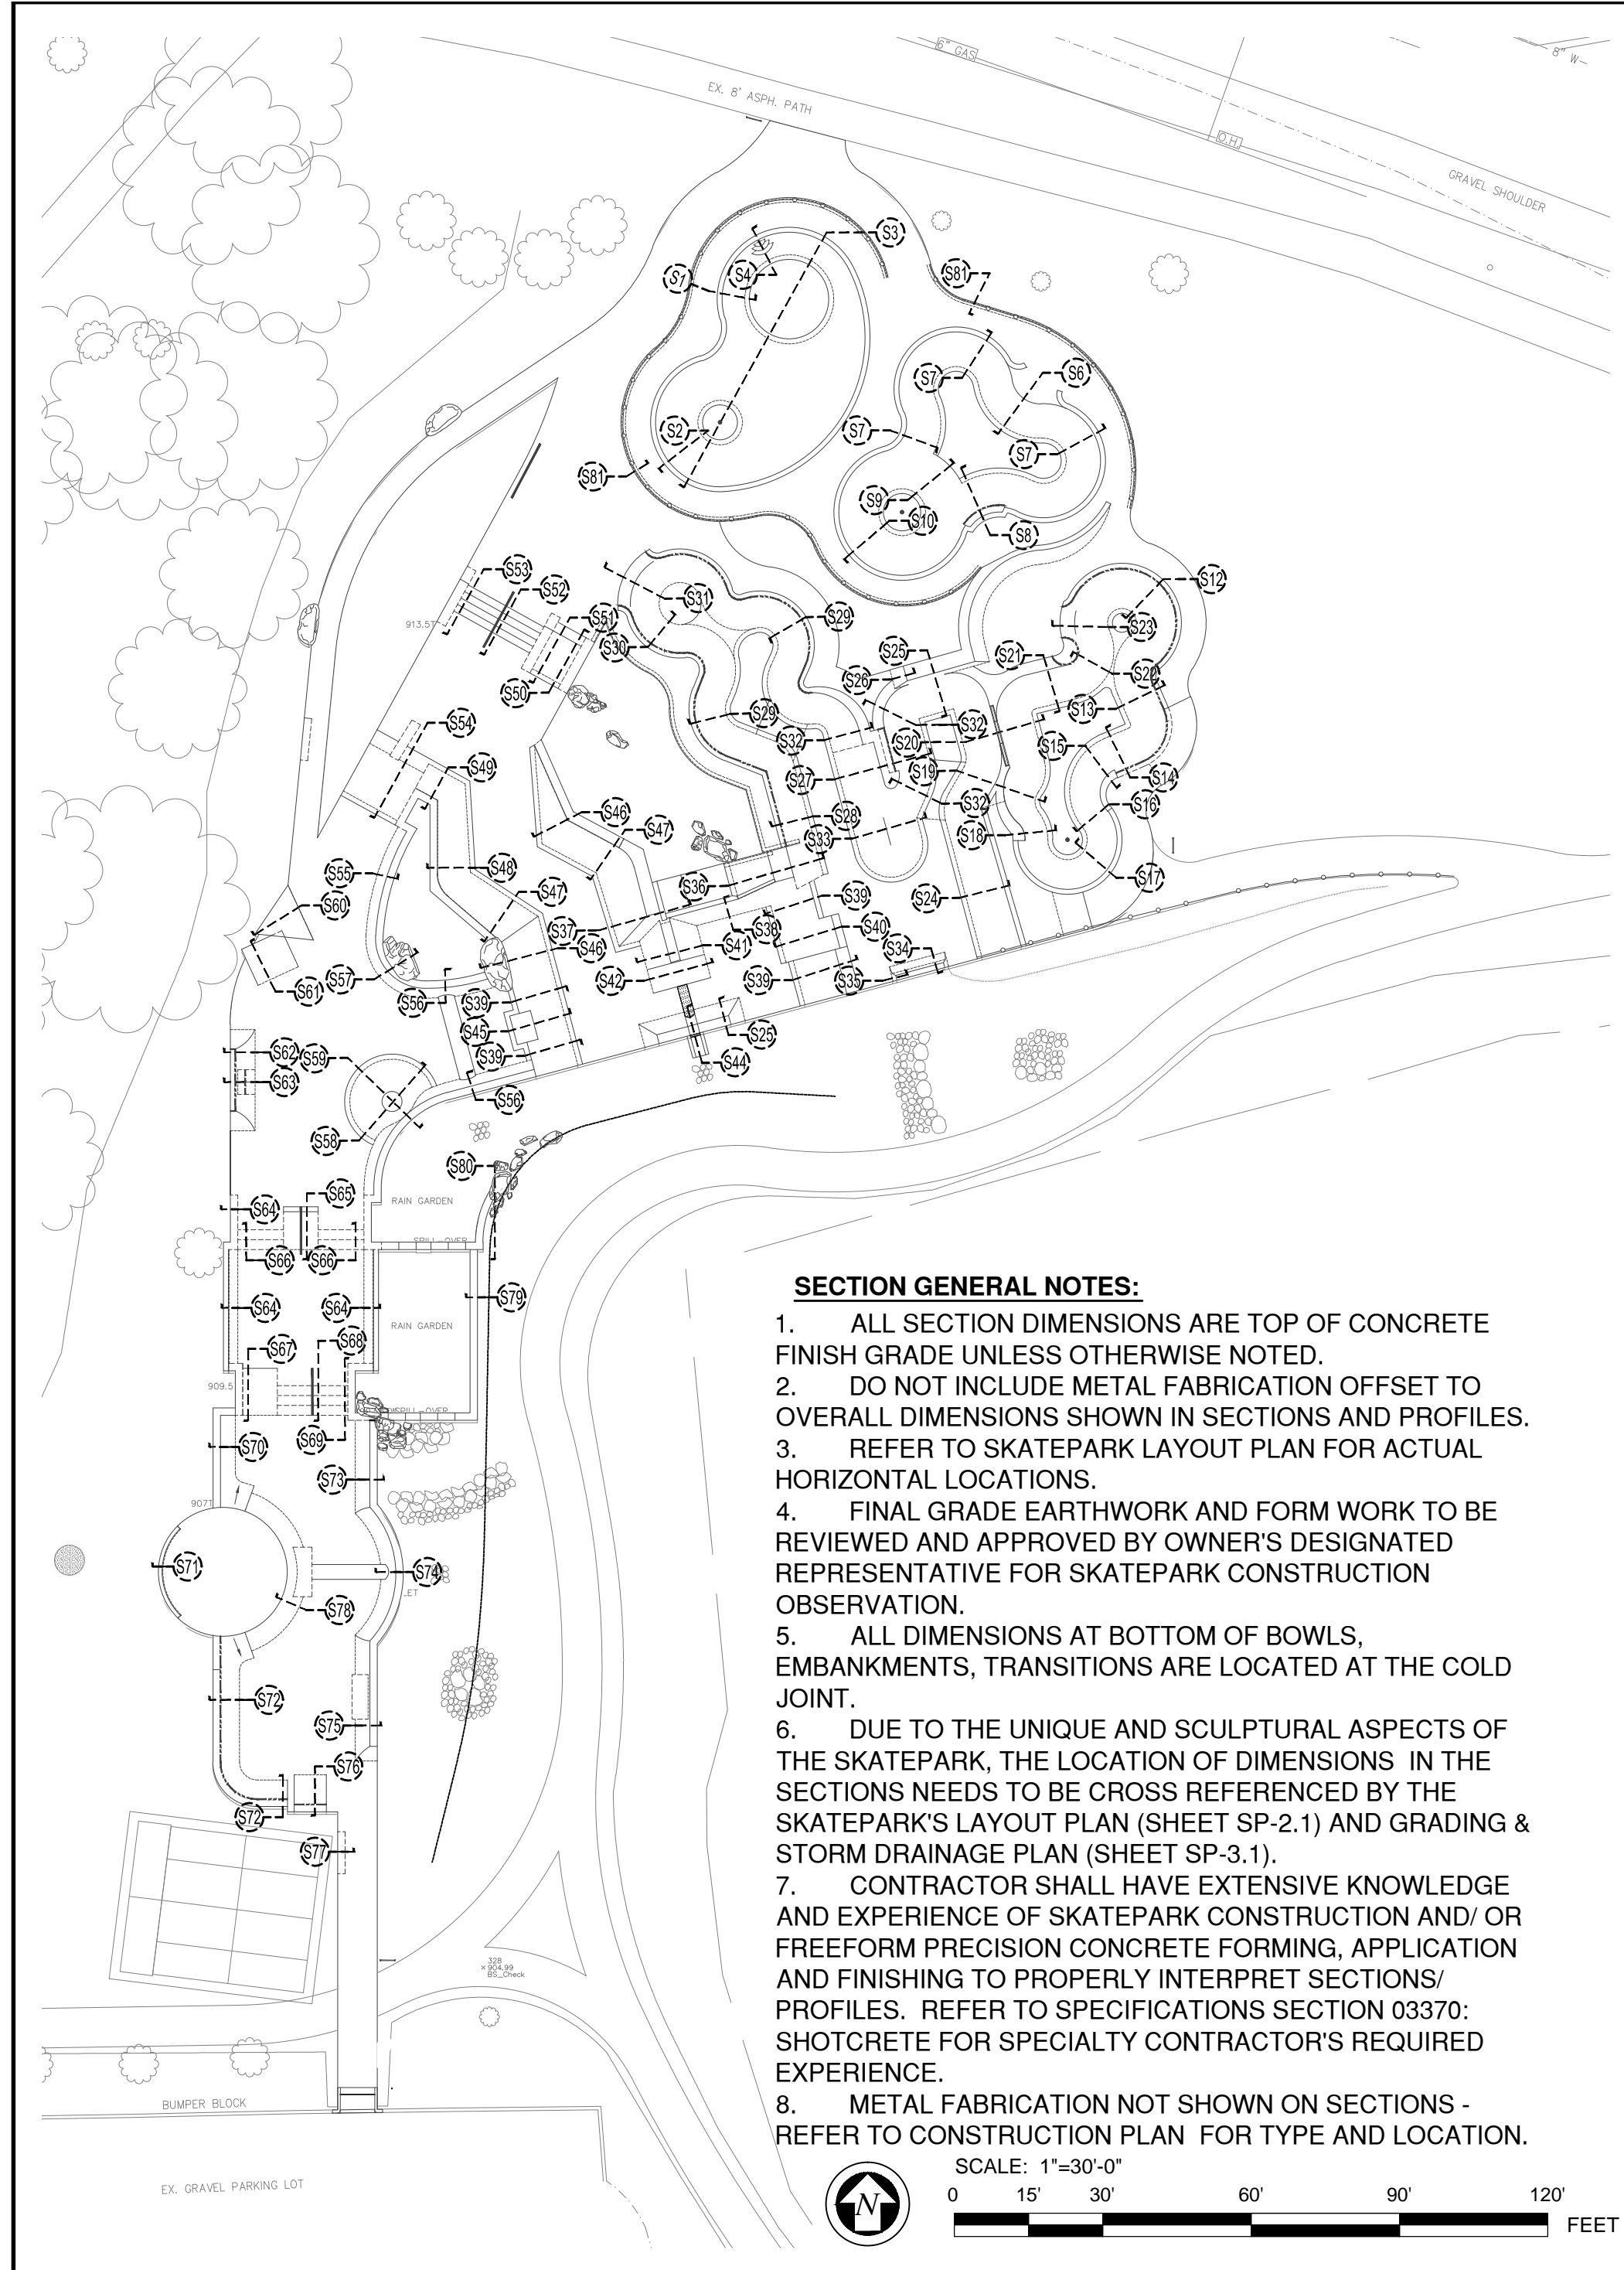 6" GAS
8" W
EX. 8' ASPH. PATH
O.H.
GRAVEL SHOULDER
S3
S4
S1
S81
S7
S6
S2
S7
S7
S81
S9
S10
S8
S53
S52
S12
913.5T
S31
S51
S29
S23
S30
S25
S21
S26
S22
S50
S13
S29
S54
S32
S32
S20
S15
S49
S27
S19
S14
S16
S46
S32
S28
S47
S33
S18
S48
S55
S17
S36
S47
S39
S24
S60
S37
S38
S40
S46
S41
S34
S57
S42
S39
S35
S61
S56
S39
S45
S25
S62
S59
S39
S44
S63
S56
S58
S80
S65
RAIN GARDEN
S64
SPILL-OVER
S66
S66
S79
S64
S64
RAIN GARDEN
S68
S67
909.5
SPILL-OVER
S69
S70
S73
907T
S71
S74
S78
S72
S75
S76
S72
S77
328
904.99
BS_Check
BUMPER BLOCK
EX. GRAVEL PARKING LOT
SECTION GENERAL NOTES:
1. ALL SECTION DIMENSIONS ARE TOP OF CONCRETE
FINISH GRADE UNLESS OTHERWISE NOTED.
2. DO NOT INCLUDE METAL FABRICATION OFFSET TO
OVERALL DIMENSIONS SHOWN IN SECTIONS AND PROFILES.
3. REFER TO SKATEPARK LAYOUT PLAN FOR ACTUAL
HORIZONTAL LOCATIONS.
4. FINAL GRADE EARTHWORK AND FORM WORK TO BE
REVIEWED AND APPROVED BY OWNER'S DESIGNATED
REPRESENTATIVE FOR SKATEPARK CONSTRUCTION
OBSERVATION.
5. ALL DIMENSIONS AT BOTTOM OF BOWLS,
EMBANKMENTS, TRANSITIONS ARE LOCATED AT THE COLD
JOINT.
6. DUE TO THE UNIQUE AND SCULPTURAL ASPECTS OF
THE SKATEPARK, THE LOCATION OF DIMENSIONS IN THE
SECTIONS NEEDS TO BE CROSS REFERENCED BY THE
SKATEPARK'S LAYOUT PLAN (SHEET SP-2.1) AND GRADING &
STORM DRAINAGE PLAN (SHEET SP-3.1).
7. CONTRACTOR SHALL HAVE EXTENSIVE KNOWLEDGE
AND EXPERIENCE OF SKATEPARK CONSTRUCTION AND/ OR
FREEFORM PRECISION CONCRETE FORMING, APPLICATION
AND FINISHING TO PROPERLY INTERPRET SECTIONS/
PROFILES. REFER TO SPECIFICATIONS SECTION 03370:
SHOTCRETE FOR SPECIALTY CONTRACTOR'S REQUIRED
EXPERIENCE.
8. METAL FABRICATION NOT SHOWN ON SECTIONS -
REFER TO CONSTRUCTION PLAN FOR TYPE AND LOCATION.
N
SCALE: 1"=30'-0"
0 15' 30' 60' 90' 120'
FEET